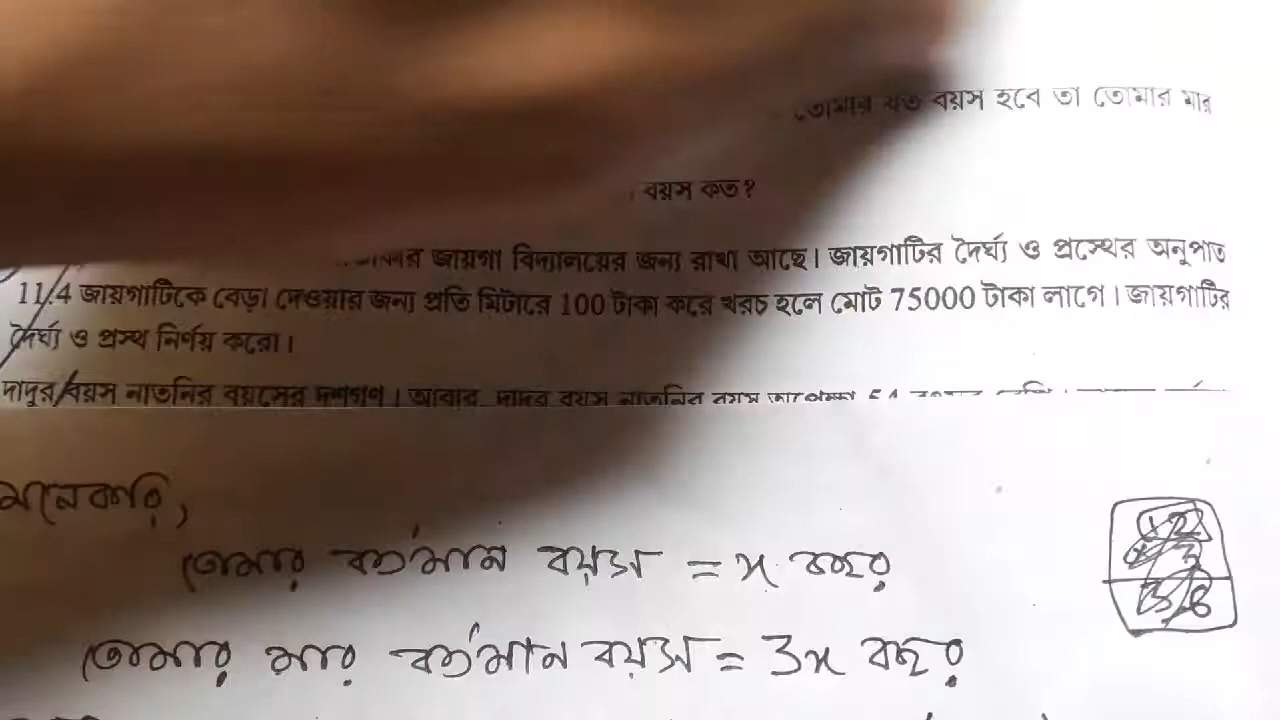 তোমার যত বয়স হবে তা তোমার মার
বয়স কত?
জায়গা বিদ্যালয়ের জন্য রাখা আছে। জায়গাটির দৈর্ঘ্য ও প্রস্থের অনুপাত
11:4 জায়গাটিকে বেড়া দেওয়ার জন্য প্রতি মিটারে 100 টাকা করে খরচ হলে মোট 75000 টাকা লাগে। জায়গাটির
দৈর্ঘ্য ও প্রস্থ নির্ণয় করো।
দাদুর বয়স নাতনির বয়সের দশগুণ। আবার দাদুর বয়স নাতনির বয়স অপেক্ষা 54
মনেকরি,
তোমার বর্তমান বয়স = x বছর
তোমার মার বর্তমান বয়স = 3x বছর